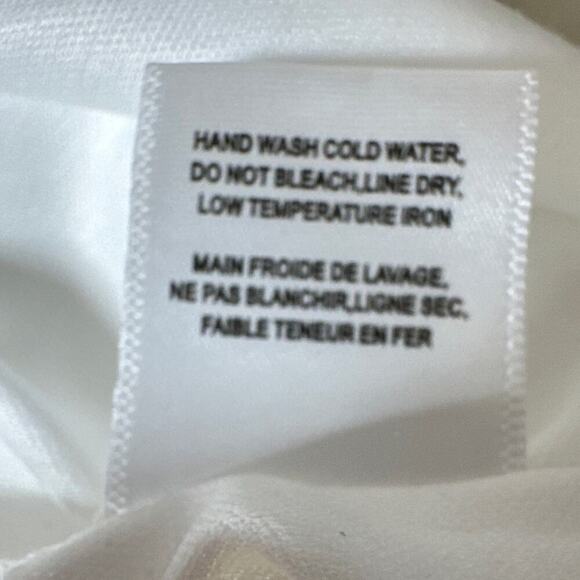 HAND WASH COLD WATER,
DO NOT BLEACH,LINE DRY,
LOW TEMPERATURE IRON
MAIN FROIDE DE LAVAGE,
NE PAS BLANCHIR,LIGNE SEC,
FAIBLE TENEUR EN FER